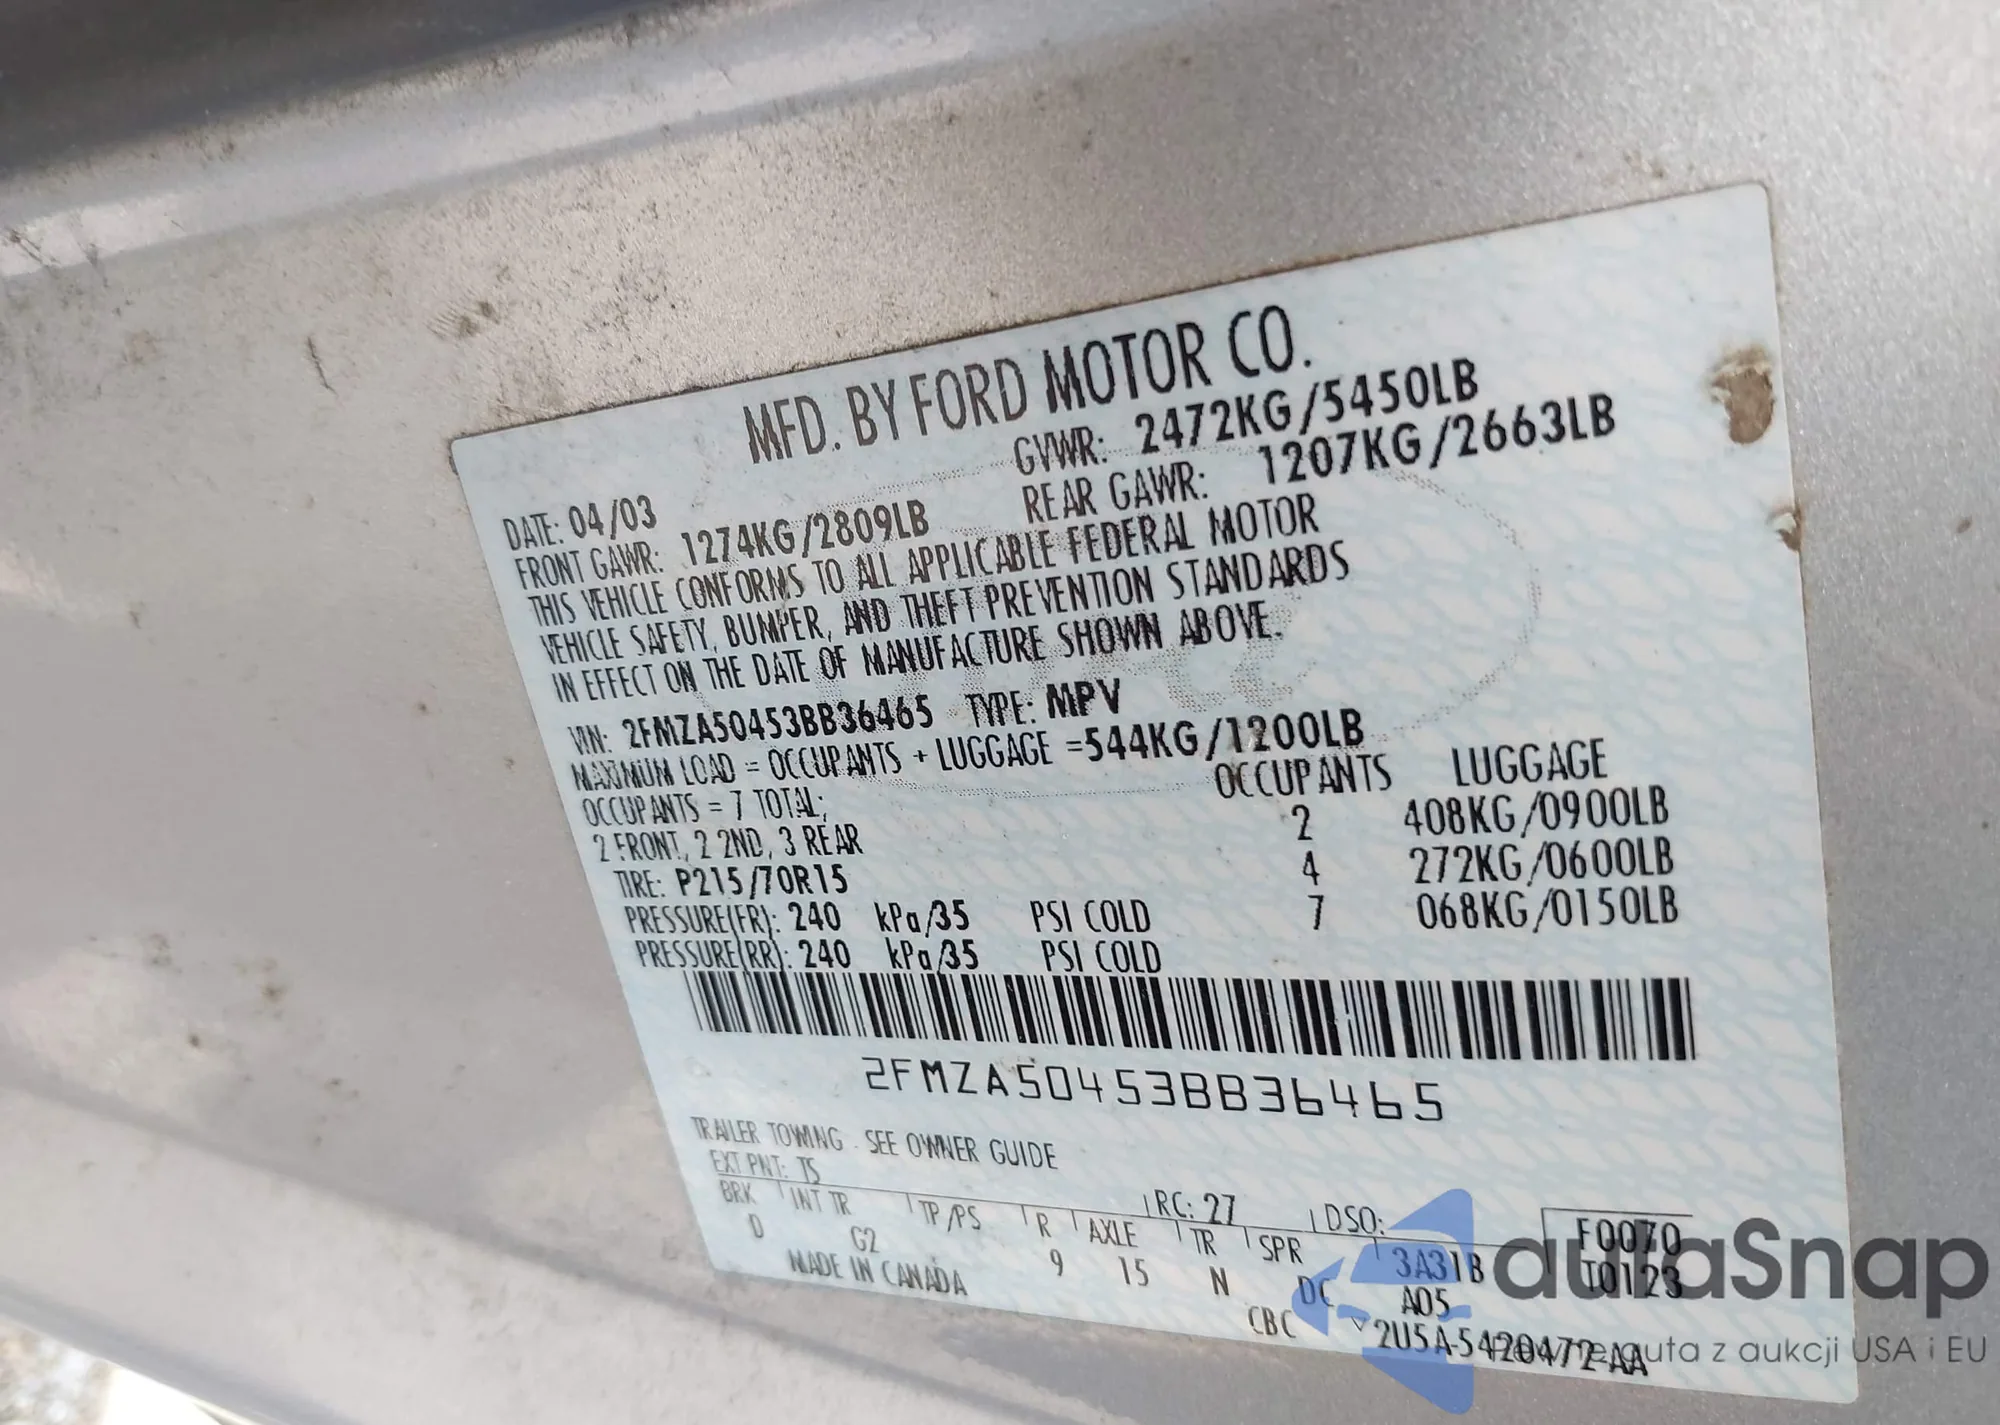 MFD. BY FORD MOTOR CO.
DATE: 04/03 GVWR: 2472KG/5450LB
FRONT GAWR: 1274KG/2809LB REAR GAWR: 1207KG/2663LB
THIS VEHICLE CONFORMS TO ALL APPLICABLE FEDERAL MOTOR
VEHICLE SAFETY, BUMPER, AND THEFT PREVENTION STANDARDS
IN EFFECT ON THE DATE OF MANUFACTURE SHOWN ABOVE.
VIN: 2FMZA50453BB36465 TYPE: MPV
MAXIMUM LOAD = OCCUPANTS + LUGGAGE =544KG/1200LB
OCCUPANTS = 7 TOTAL; OCCUPANTS LUGGAGE
2 FRONT, 2 2ND, 3 REAR 2 408KG/0900LB
TIRE: P215/70R15 4 272KG/0600LB
PRESSURE(FR): 240 kPa/35 PSI COLD 7 068KG/0150LB
PRESSURE(RR): 240 kPa/35 PSI COLD
2FMZA50453BB36465
TRAILER TOWING - SEE OWNER GUIDE
EXT PNT: TS RC: 27 DSO: F0070
BRK INT TR TP/PS R AXLE TR SPR 3A31B T0123
D G2 9 15 N DC A05
MADE IN CANADA CBC 2U5A-5420472-AA
aulaSnap
auta z aukcji USA i EU